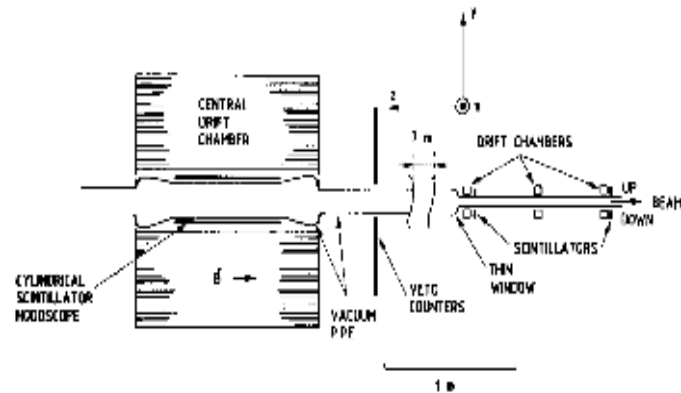 Y
CENTRAL
DRIFT
CHAMBER
Z
1 m
DRIFT CHAMBERS
UP
BEAM
DOWN
SCINTILLATORS
THIN
WINDOW
CYLINDRICAL
SCINTILLATOR
HODOSCOPE
VACUUM
PIPE
VETO
COUNTERS
1 m